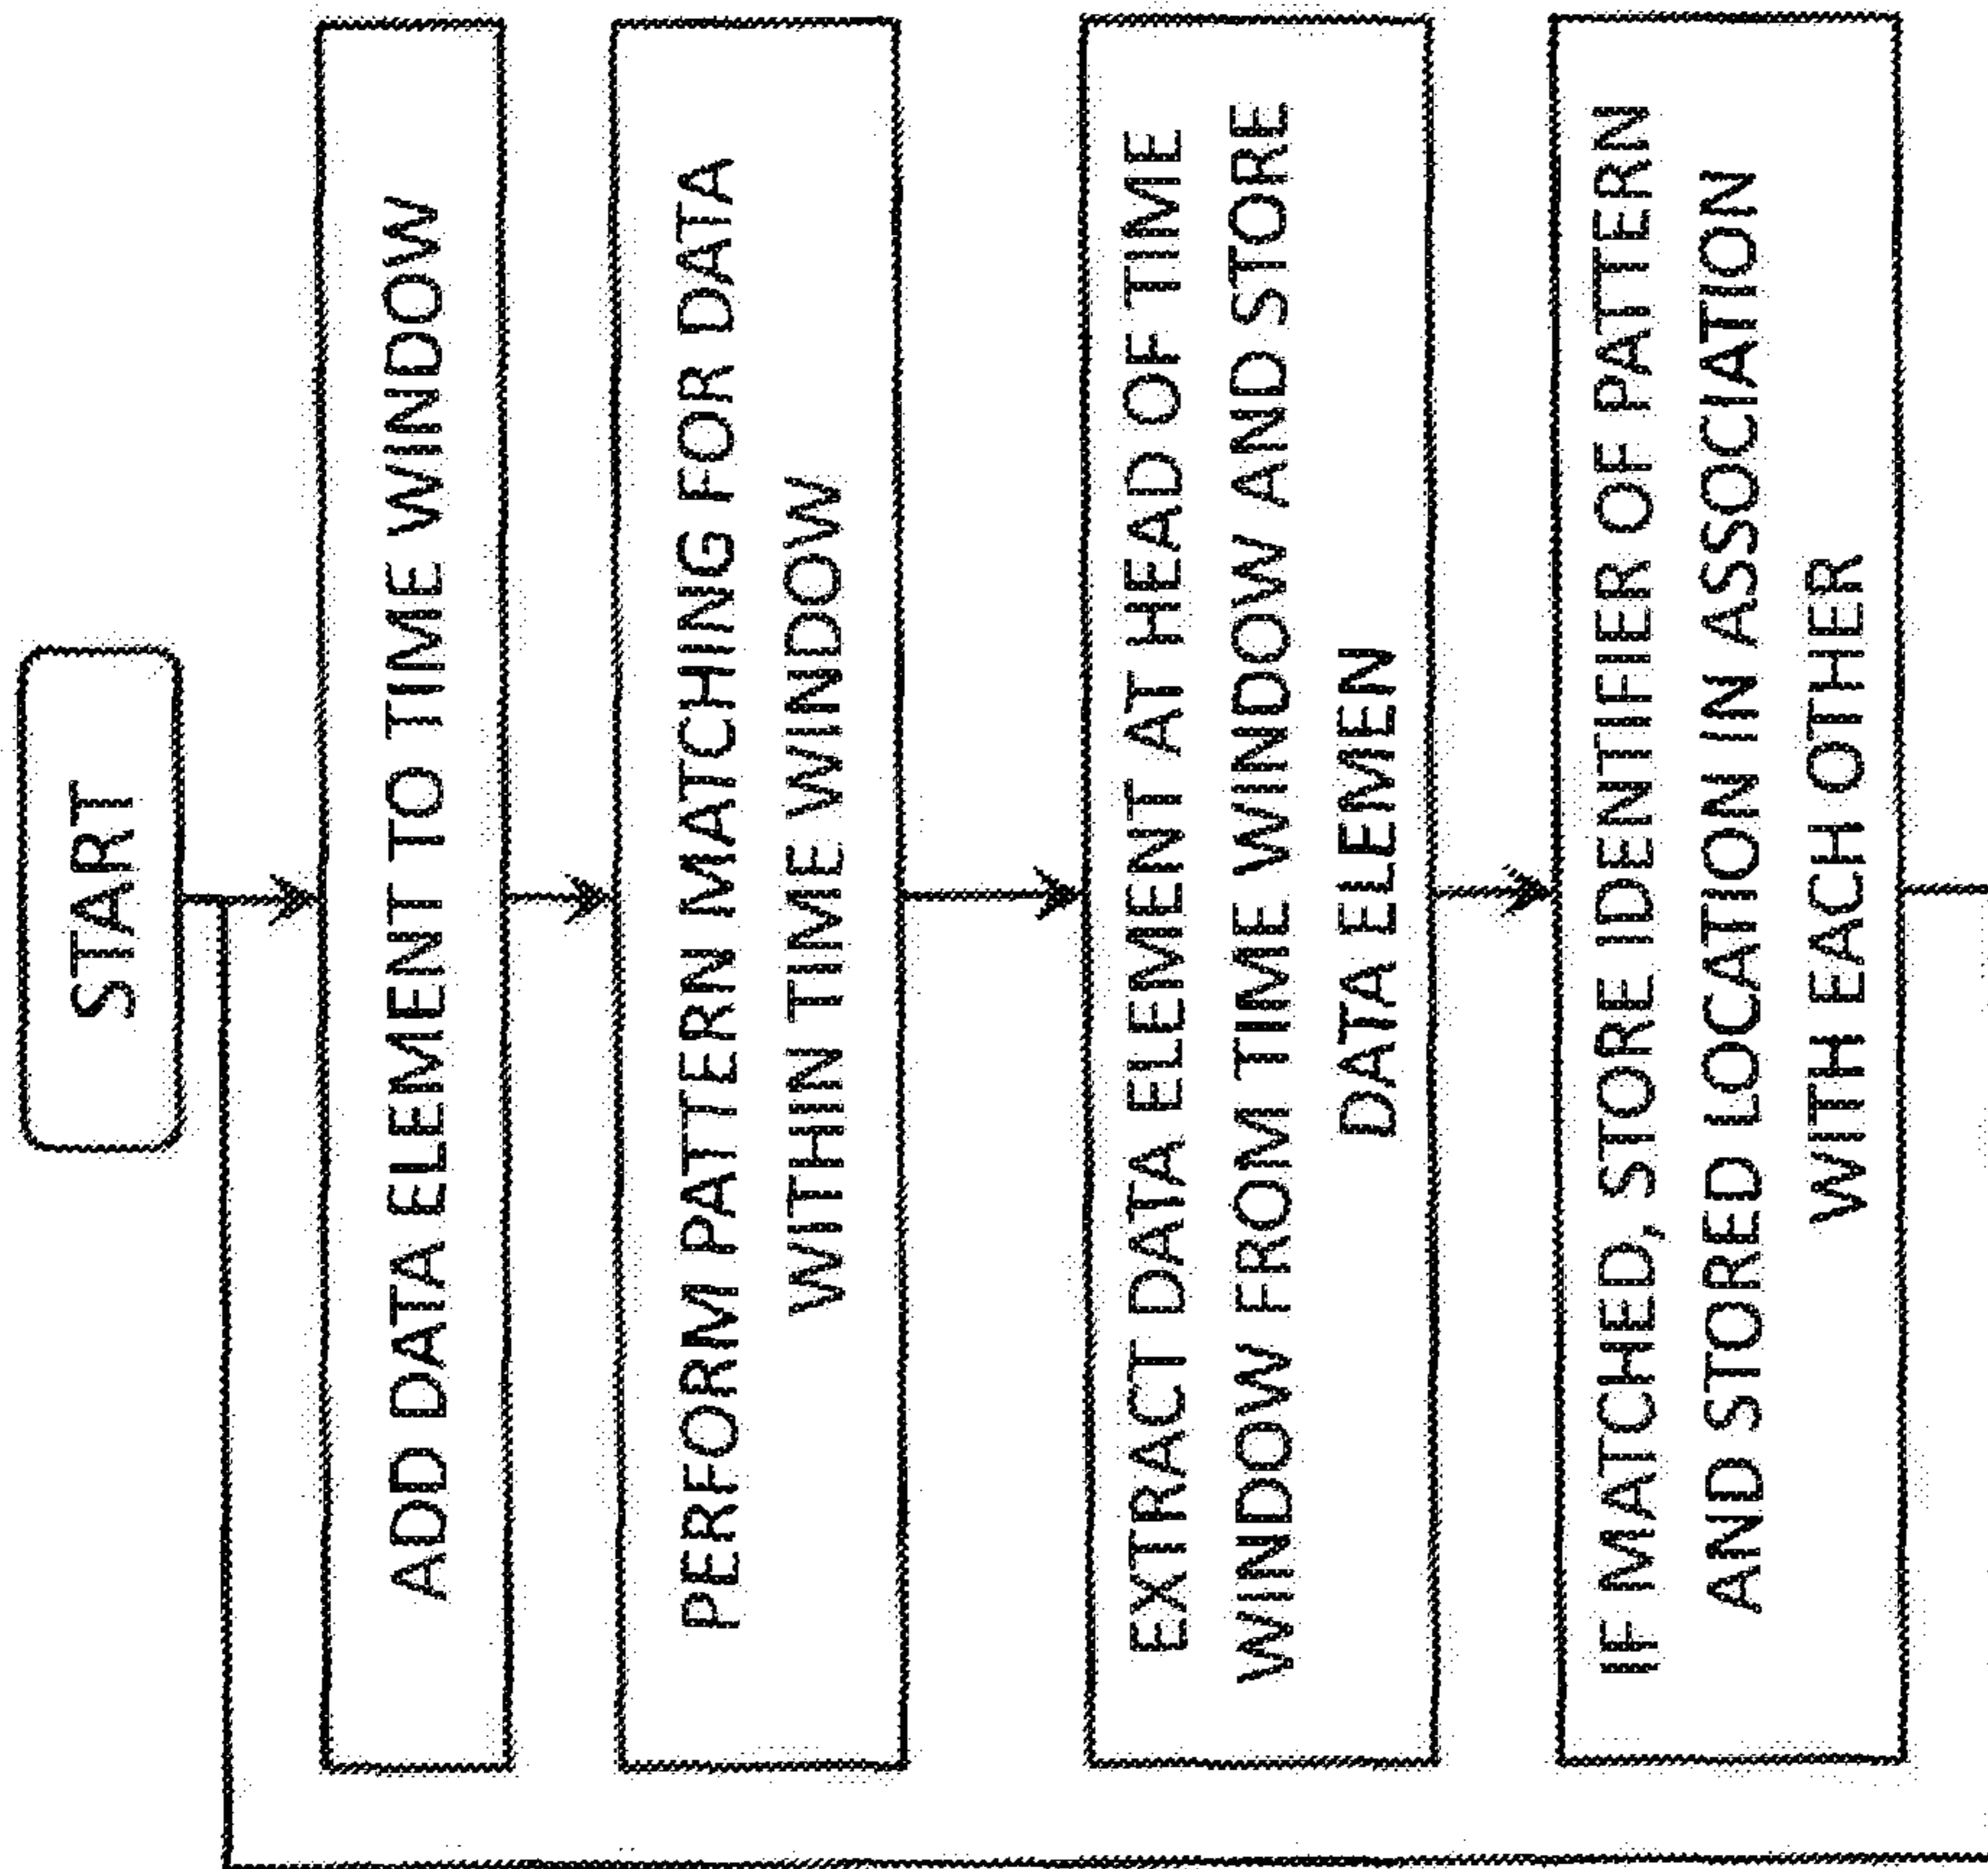 START
ADD DATA ELEMENT TO TIME WINDOW
PERFORM PATTERN MATCHING FOR DATA
WITHIN TIME WINDOW
EXTRACT DATA ELEMENT AT HEAD OF TIME
WINDOW FROM TIME WINDOW AND STORE
DATA ELEMEN
IF MATCHED, STORE IDENTIFIER OF PATTERN
AND STORED LOCATION IN ASSOCIATION
WITH EACH OTHER